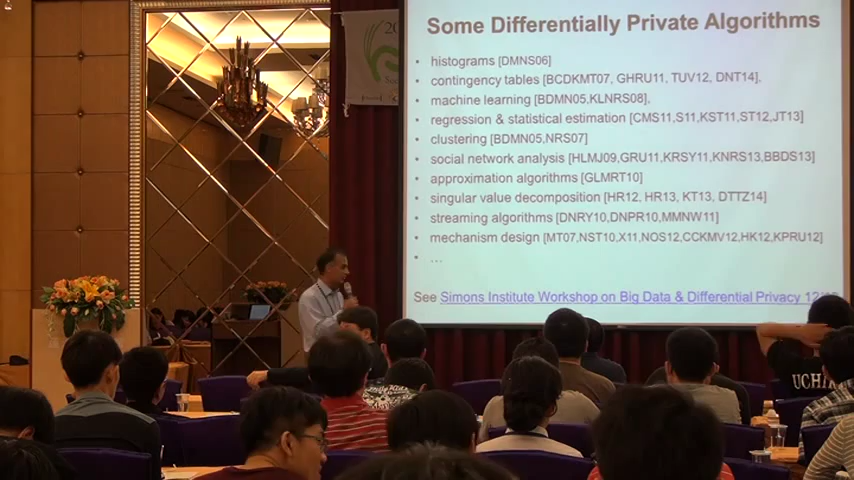 Some Differentially Private Algorithms
• histograms [DMNS06]
• contingency tables [BCDKMT07, GHRU11, TUV12, DNT14],
• machine learning [BDMN05,KLNRS08],
• regression & statistical estimation [CMS11,S11,KST11,ST12,JT13]
• clustering [BDMN05,NRS07]
• social network analysis [HLMJ09,GRU11,KRSY11,KNRS13,BBDS13]
• approximation algorithms [GLMRT10]
• singular value decomposition [HR12, HR13, KT13, DTTZ14]
• streaming algorithms [DNRY10,DNPR10,MMNW11]
• mechanism design [MT07,NST10,X11,NOS12,CCKMV12,HK12,KPRU12]
• …
See Simons Institute Workshop on Big Data & Differential Privacy
20